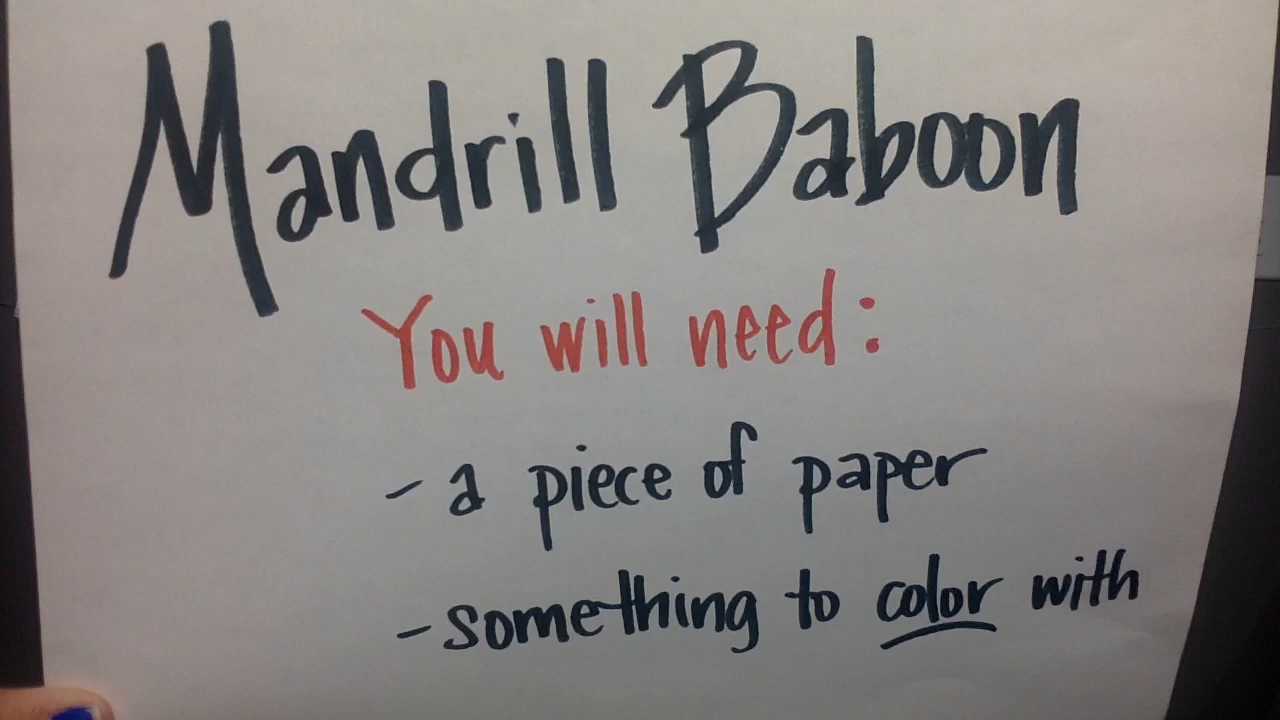 Mandrill Baboon
You will need:
- a piece of paper
- something to color with